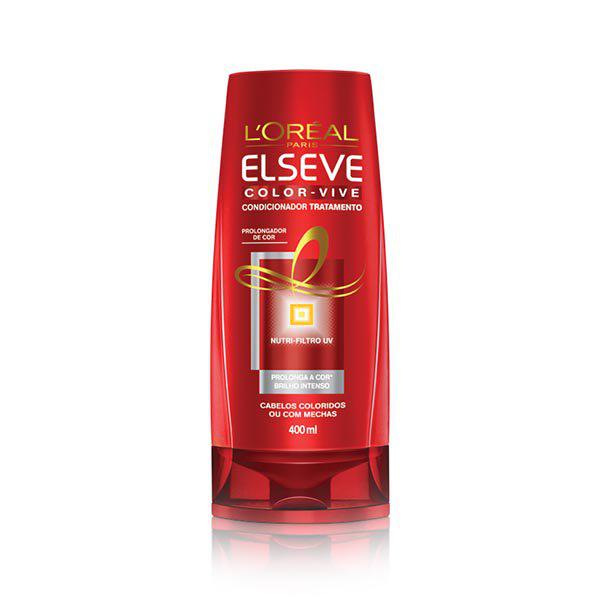 L'ORÉAL
PARIS
ELSEVE
COLOR-VIVE
CONDICIONADOR TRATAMENTO
PROLONGADOR
DE COR
NUTRI-FILTRO UV
PROLONGA A COR*
BRILHO INTENSO
CABELOS COLORIDOS
OU COM MECHAS
400 ml